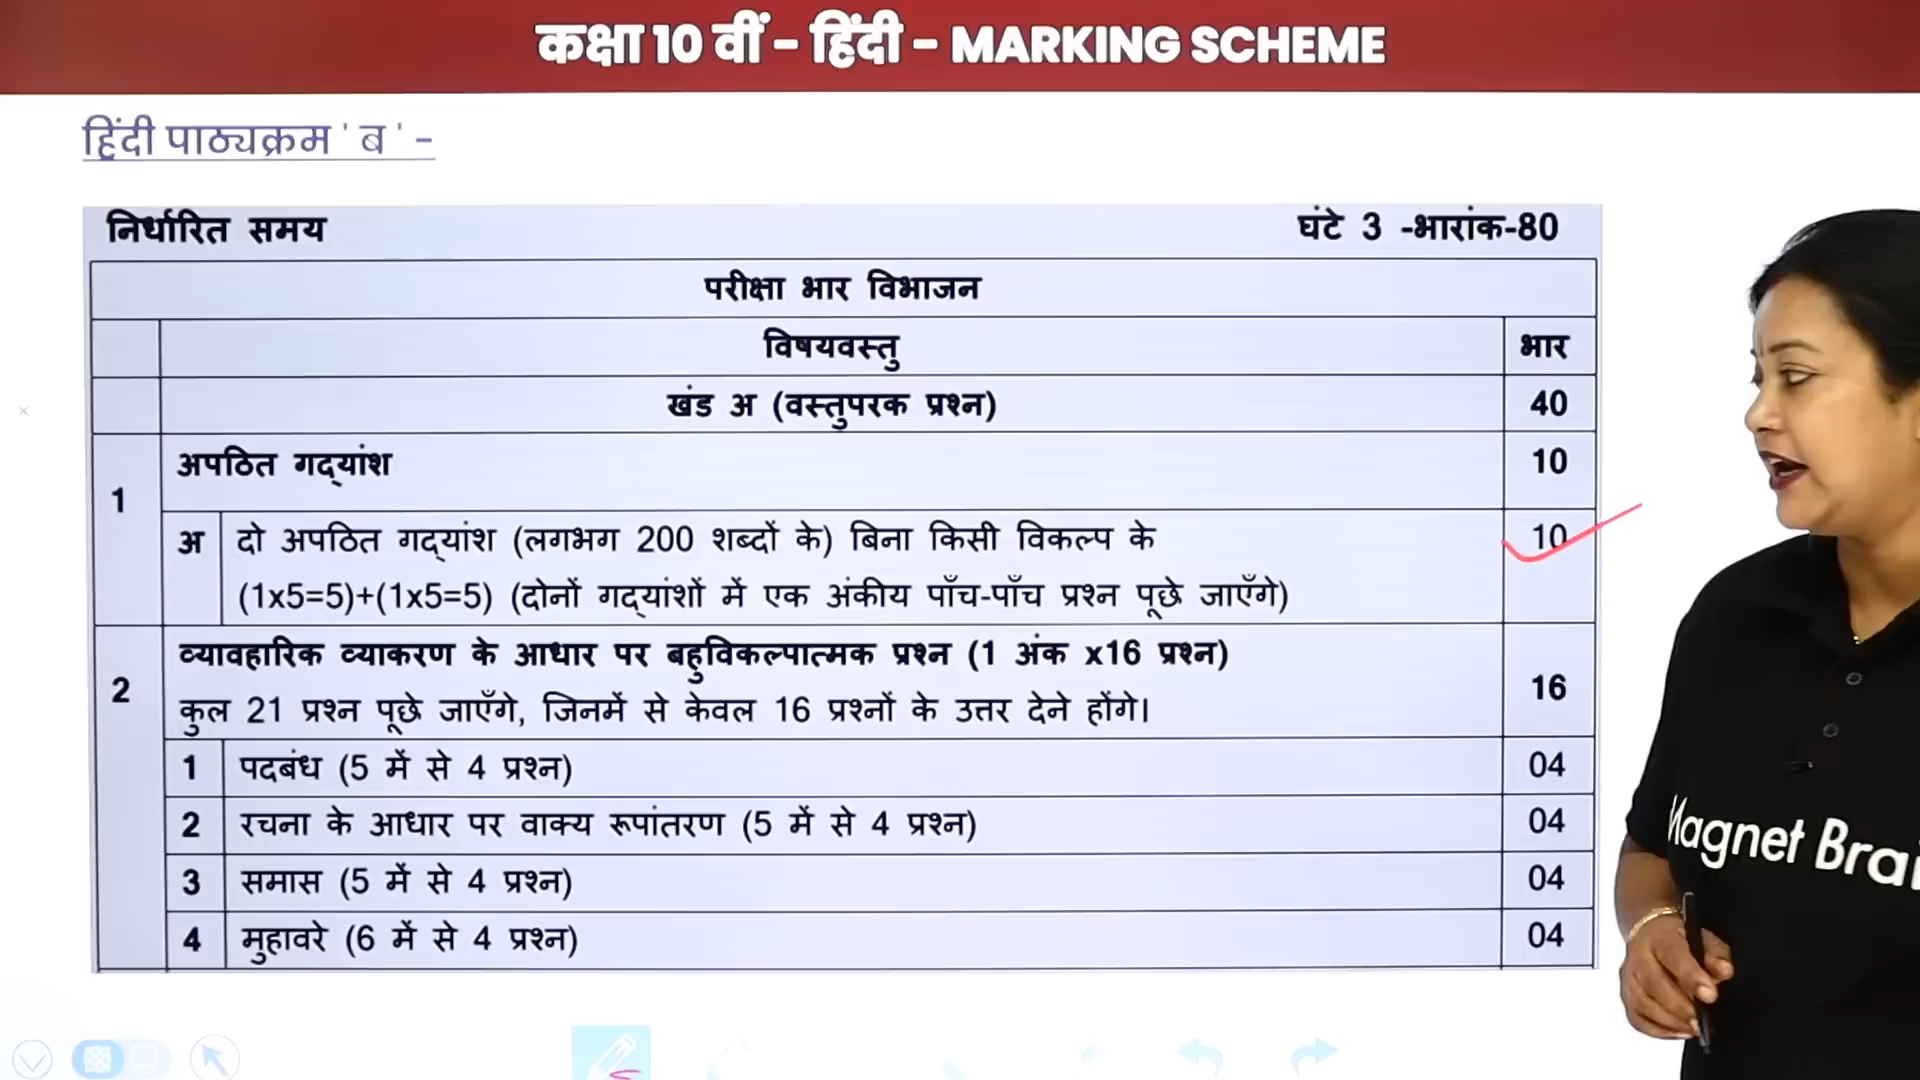 कक्षा 10 वीं – हिंदी – MARKING SCHEME
हिंदी पाठ्यक्रम ' ब ' –
निर्धारित समय घंटे 3 -भारांक-80
परीक्षा भार विभाजन
विषयवस्तु भार
खंड अ (वस्तुपरक प्रश्न) 40
1 अपठित गद्यांश 10
अ दो अपठित गद्यांश (लगभग 200 शब्दों के) बिना किसी विकल्प के 10
(1x5=5)+(1x5=5) (दोनों गद्यांशों में एक अंकीय पाँच-पाँच प्रश्न पूछे जाएँगे)
2 व्यावहारिक व्याकरण के आधार पर बहुविकल्पात्मक प्रश्न (1 अंक x16 प्रश्न) 16
कुल 21 प्रश्न पूछे जाएँगे, जिनमें से केवल 16 प्रश्नों के उत्तर देने होंगे।
1 पदबंध (5 में से 4 प्रश्न) 04
2 रचना के आधार पर वाक्य रूपांतरण (5 में से 4 प्रश्न) 04
3 समास (5 में से 4 प्रश्न) 04
4 मुहावरे (6 में से 4 प्रश्न) 04
Magnet Brai